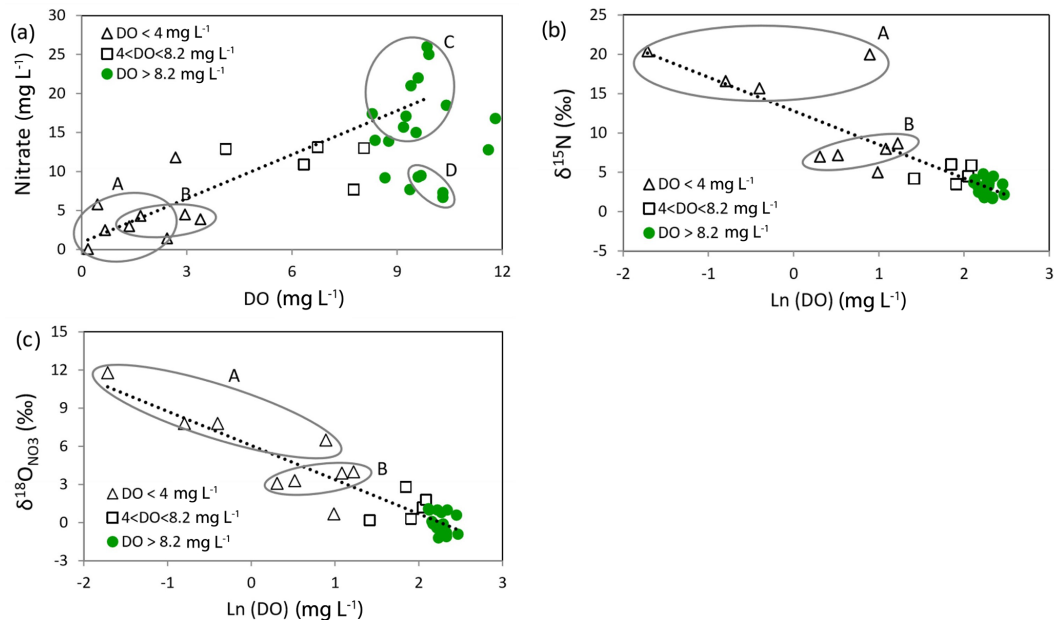 (a)
Nitrate (mg L⁻¹)
30
25
20
15
10
5
0
0 3 6 9 12
DO (mg L⁻¹)
DO < 4 mg L⁻¹
4<DO<8.2 mg L⁻¹
DO > 8.2 mg L⁻¹
A
B
C
D
(b)
δ¹⁵N (‰)
25
20
15
10
5
0
-5
-2 -1 0 1 2 3
Ln (DO) (mg L⁻¹)
A
B
DO < 4 mg L⁻¹
4<DO<8.2 mg L⁻¹
DO > 8.2 mg L⁻¹
(c)
δ¹⁸O_NO3 (‰)
15
12
9
6
3
0
-3
-2 -1 0 1 2 3
Ln (DO) (mg L⁻¹)
A
B
DO < 4 mg L⁻¹
4<DO<8.2 mg L⁻¹
DO > 8.2 mg L⁻¹